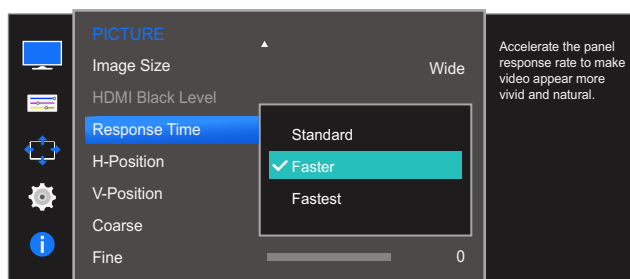 PICTURE
Image Size Wide
HDMI Black Level
Response Time
Standard
Faster
Fastest
H-Position
V-Position
Coarse
Fine 0
Accelerate the panel
response rate to make
video appear more
vivid and natural.